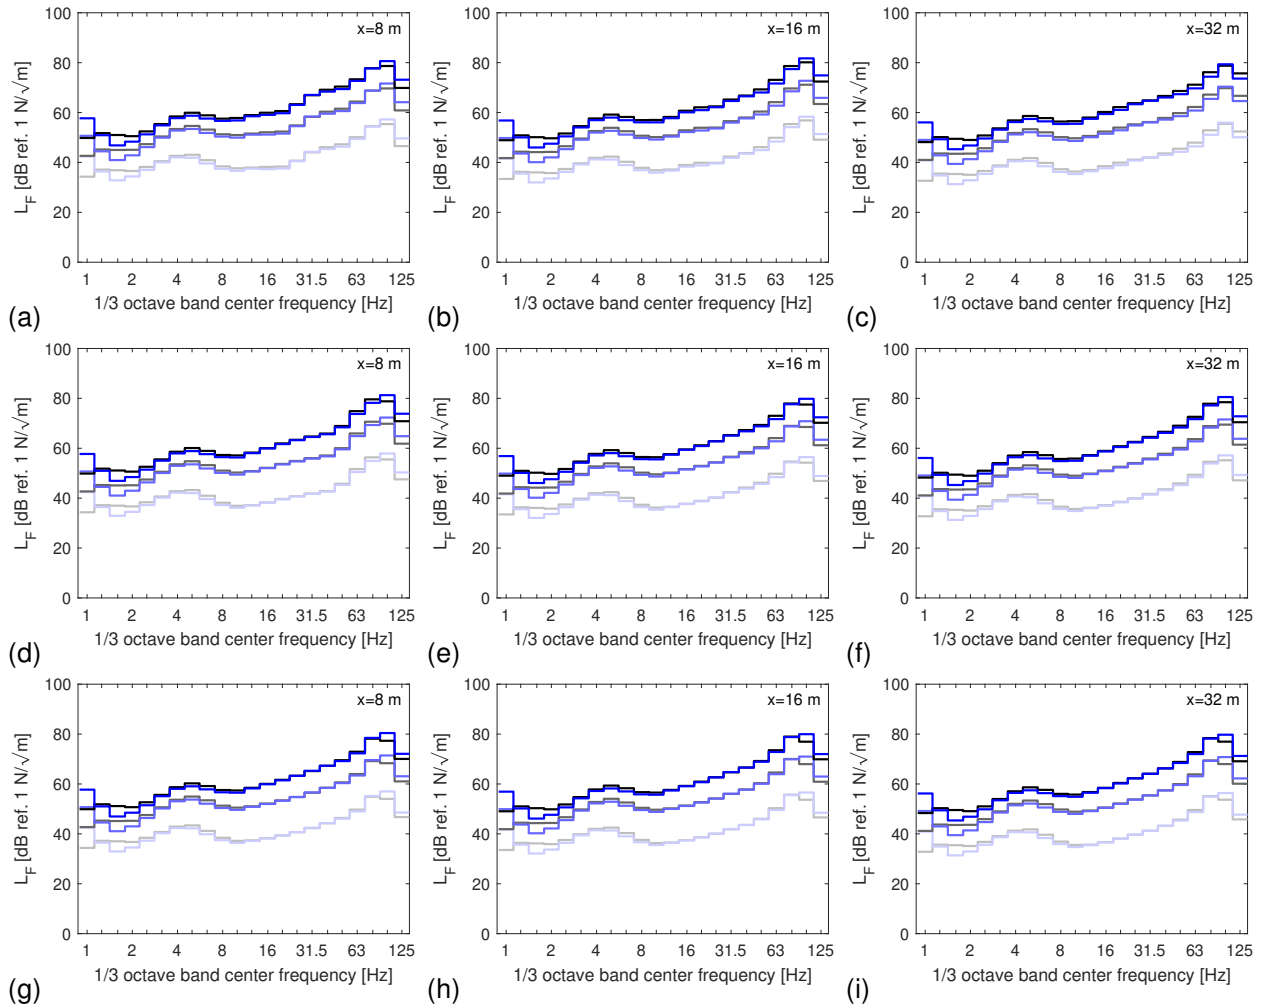 100
80
60
40
20
0
L_F [dB ref. 1 N/√m]
x=8 m
1 2 4 8 16 31.5 63 125
1/3 octave band center frequency [Hz]
(a)
100
80
60
40
20
0
L_F [dB ref. 1 N/√m]
x=16 m
1 2 4 8 16 31.5 63 125
1/3 octave band center frequency [Hz]
(b)
100
80
60
40
20
0
L_F [dB ref. 1 N/√m]
x=32 m
1 2 4 8 16 31.5 63 125
1/3 octave band center frequency [Hz]
(c)
100
80
60
40
20
0
L_F [dB ref. 1 N/√m]
x=8 m
1 2 4 8 16 31.5 63 125
1/3 octave band center frequency [Hz]
(d)
100
80
60
40
20
0
L_F [dB ref. 1 N/√m]
x=16 m
1 2 4 8 16 31.5 63 125
1/3 octave band center frequency [Hz]
(e)
100
80
60
40
20
0
L_F [dB ref. 1 N/√m]
x=32 m
1 2 4 8 16 31.5 63 125
1/3 octave band center frequency [Hz]
(f)
100
80
60
40
20
0
L_F [dB ref. 1 N/√m]
x=8 m
1 2 4 8 16 31.5 63 125
1/3 octave band center frequency [Hz]
(g)
100
80
60
40
20
0
L_F [dB ref. 1 N/√m]
x=16 m
1 2 4 8 16 31.5 63 125
1/3 octave band center frequency [Hz]
(h)
100
80
60
40
20
0
L_F [dB ref. 1 N/√m]
x=32 m
1 2 4 8 16 31.5 63 125
1/3 octave band center frequency [Hz]
(i)